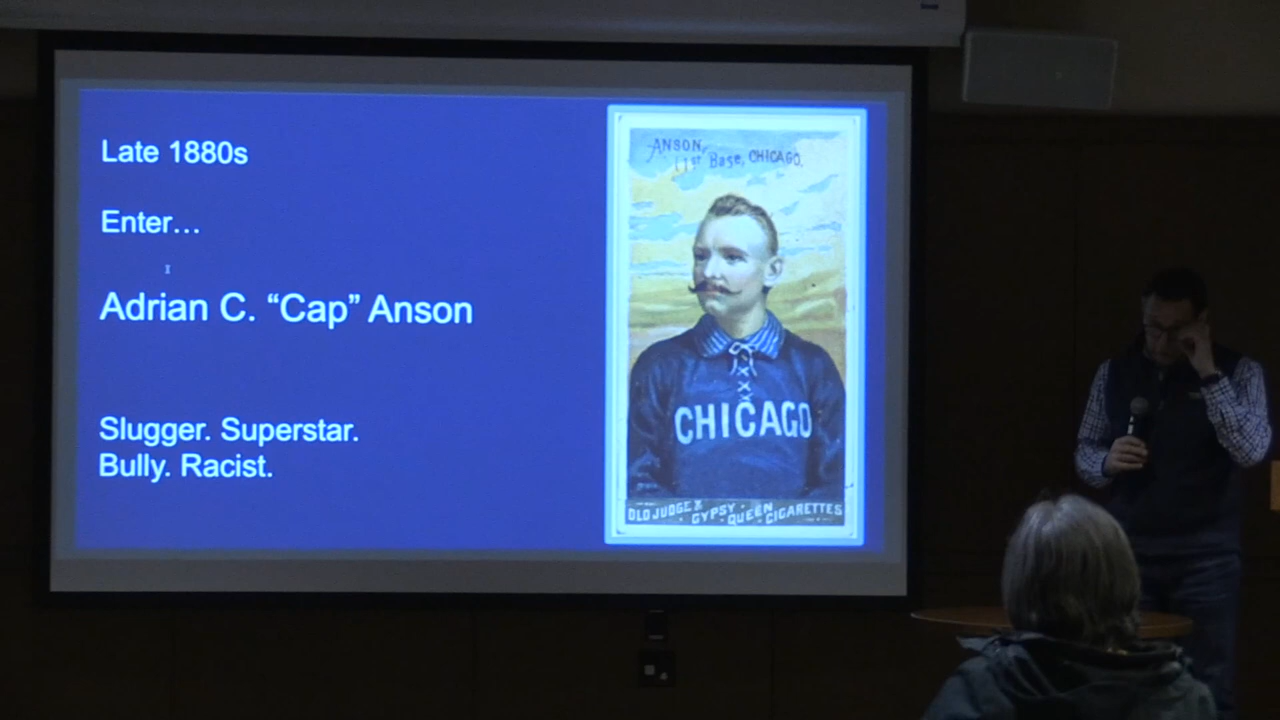 Late 1880s
Enter…
Adrian C. “Cap” Anson
Slugger. Superstar.
Bully. Racist.
ANSON,
1st Base, CHICAGO.
CHICAGO
OLD JUDGE & GYPSY QUEEN CIGARETTES